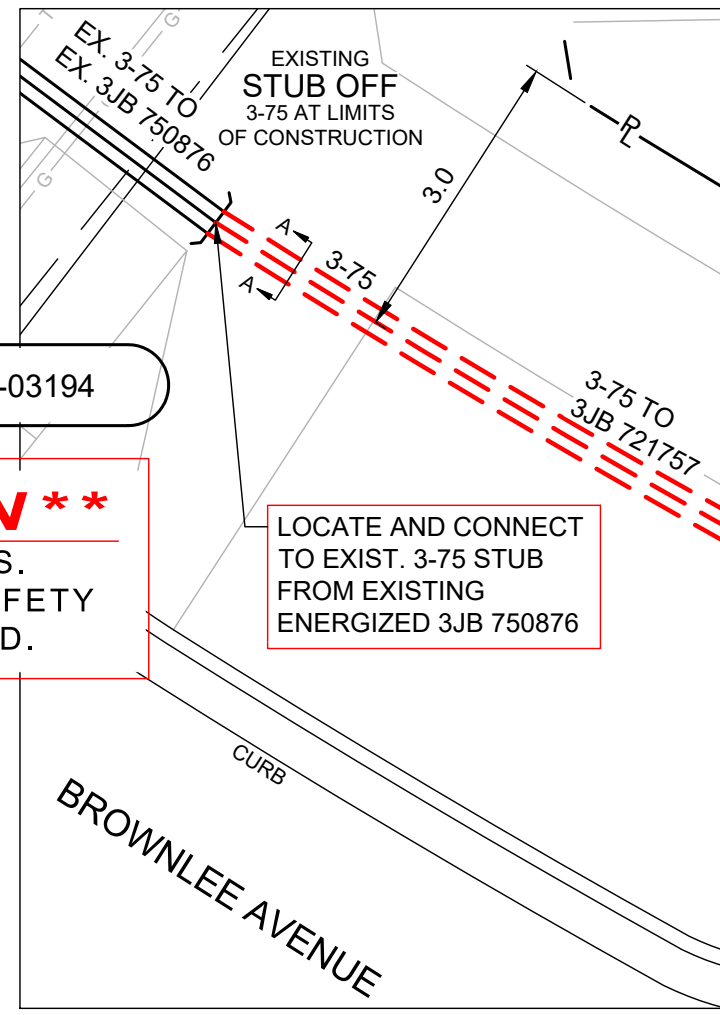 EX. 3-75 TO
EX. 3JB 750876
EXISTING
STUB OFF
3-75 AT LIMITS
OF CONSTRUCTION
T
G
G
G
PL
3.0
A
A
3-75
3-75 TO
3JB 721757
-03194
N**
S.
FETY
D.
LOCATE AND CONNECT
TO EXIST. 3-75 STUB
FROM EXISTING
ENERGIZED 3JB 750876
CURB
BROWNLEE AVENUE